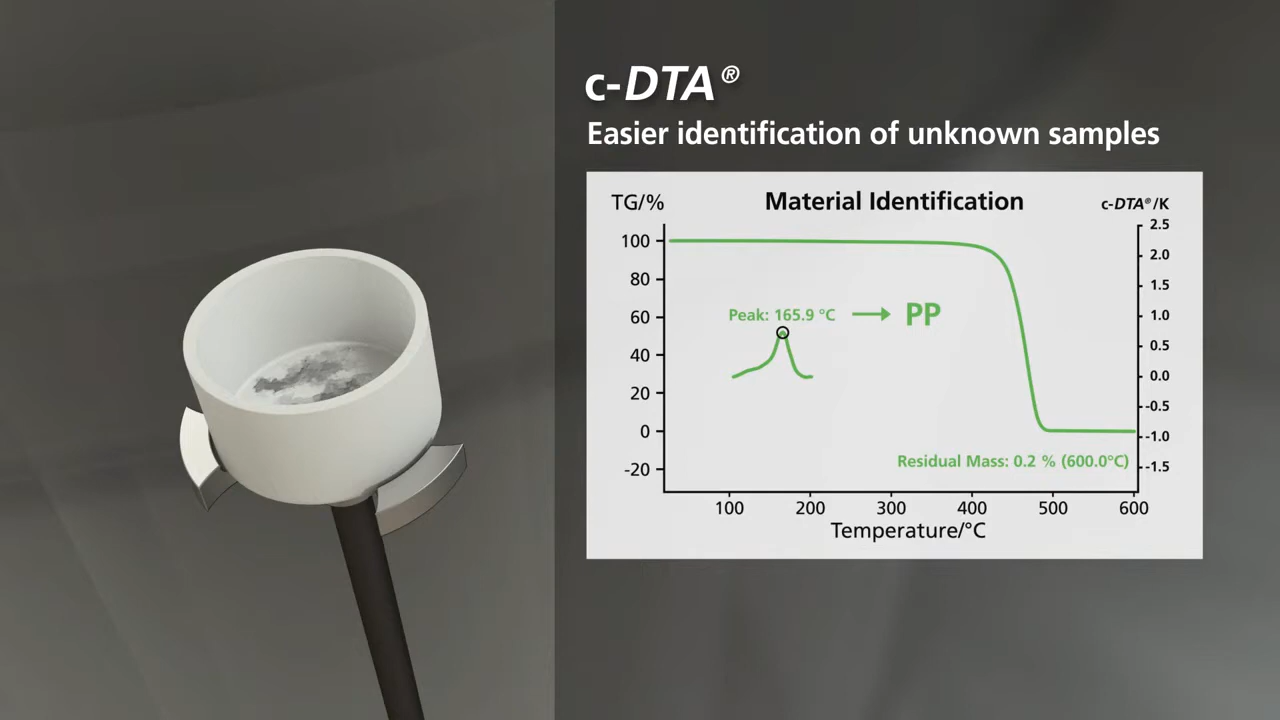 c-DTA®
Easier identification of unknown samples
TG/% Material Identification c-DTA®/K
100
80
60
40
20
0
-20
2.5
2.0
1.5
1.0
0.5
0.0
-0.5
-1.0
-1.5
Peak: 165.9 °C
PP
Residual Mass: 0.2 % (600.0°C)
100 200 300 400 500 600
Temperature/°C